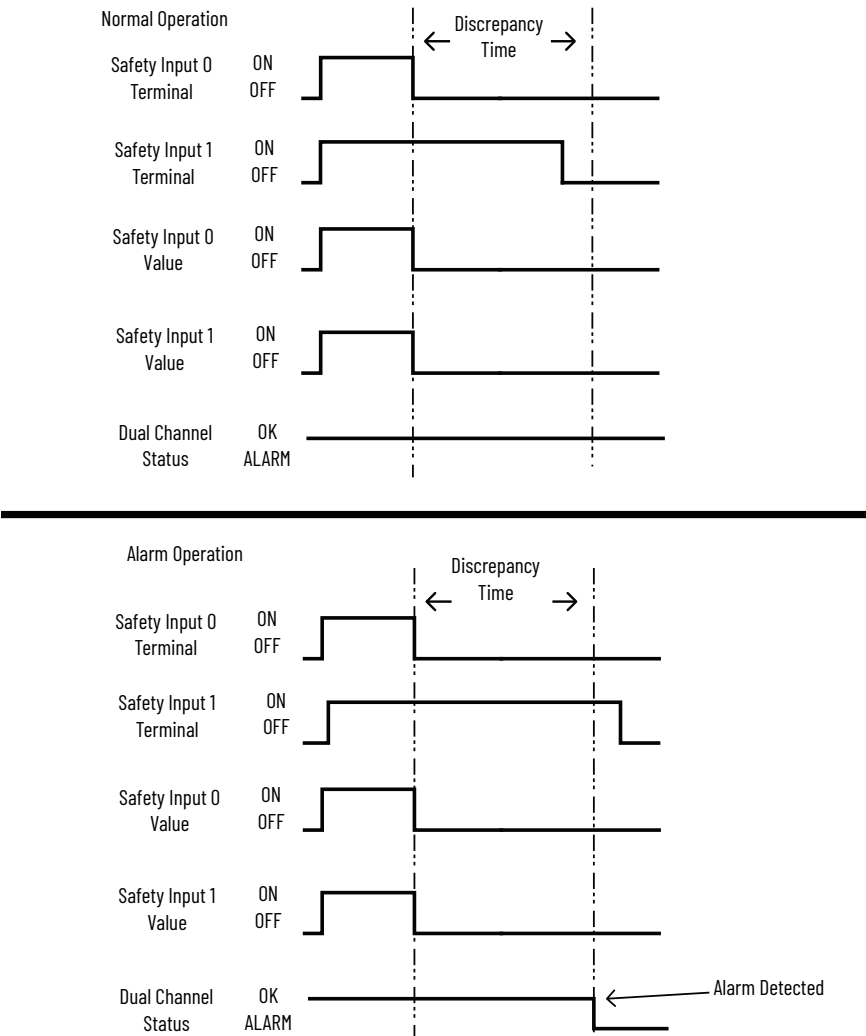 Normal Operation
Discrepancy
Time
Safety Input 0
Terminal
ON
OFF
Safety Input 1
Terminal
ON
OFF
Safety Input 0
Value
ON
OFF
Safety Input 1
Value
ON
OFF
Dual Channel
Status
OK
ALARM
Alarm Operation
Discrepancy
Time
Safety Input 0
Terminal
ON
OFF
Safety Input 1
Terminal
ON
OFF
Safety Input 0
Value
ON
OFF
Safety Input 1
Value
ON
OFF
Dual Channel
Status
OK
ALARM
Alarm Detected